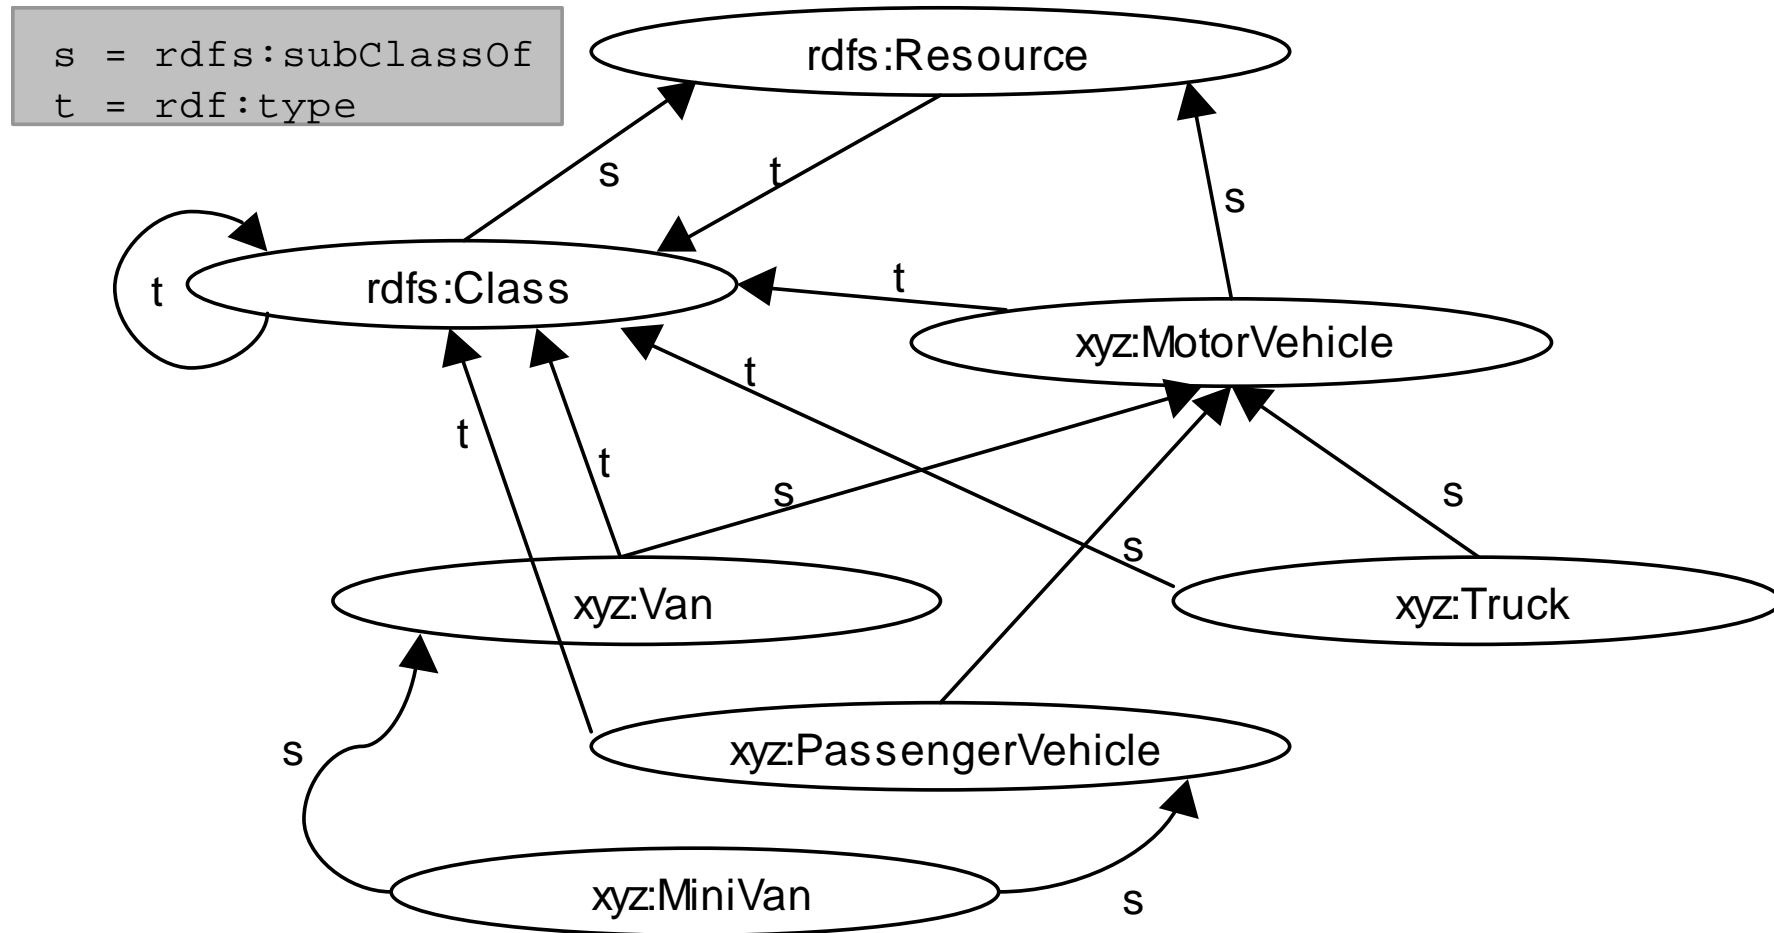 s = rdfs:subClassOf
t = rdf:type
rdfs:Resource
s
t
s
t
rdfs:Class
t
xyz:MotorVehicle
t
t
t
s
s
s
xyz:Van
xyz:Truck
s
xyz:PassengerVehicle
xyz:MiniVan
s